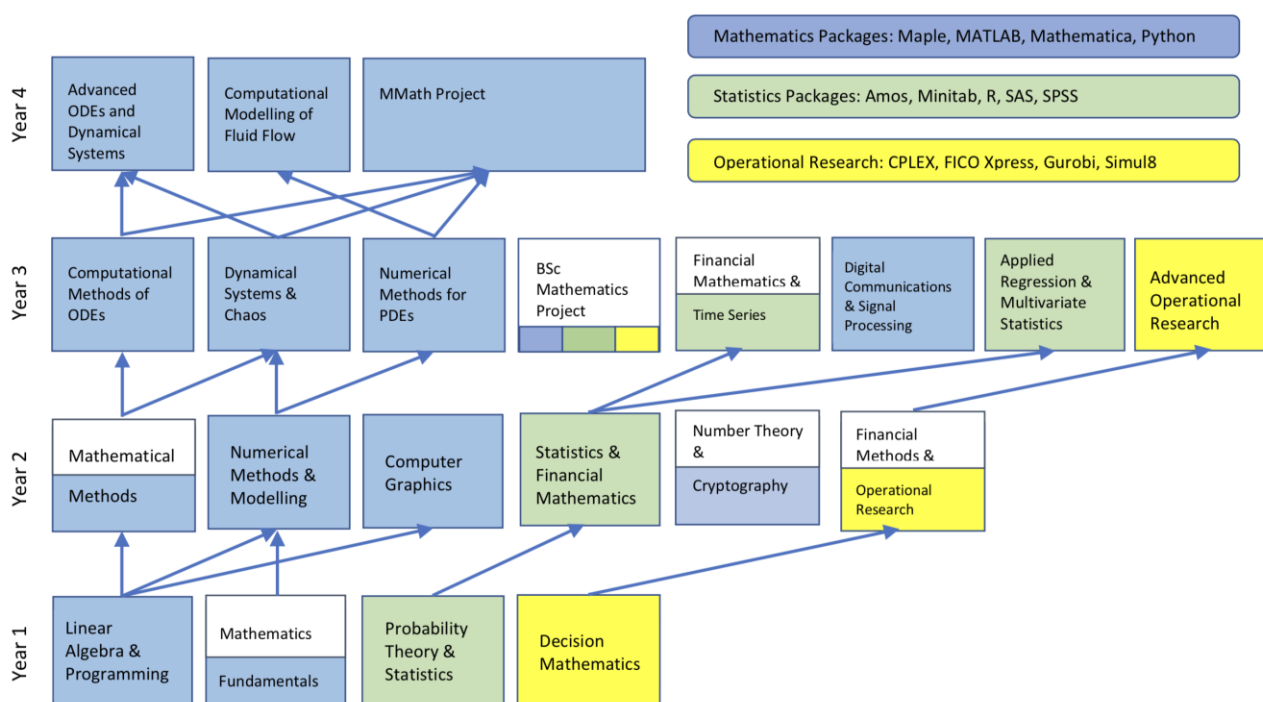 Mathematics Packages: Maple, MATLAB, Mathematica, Python
Statistics Packages: Amos, Minitab, R, SAS, SPSS
Operational Research: CPLEX, FICO Xpress, Gurobi, Simul8
Year 4
Advanced
ODEs and
Dynamical
Systems
Computational
Modelling of
Fluid Flow
MMath Project
Year 3
Computational
Methods of
ODEs
Dynamical
Systems &
Chaos
Numerical
Methods for
PDEs
BSc
Mathematics
Project
Financial
Mathematics &
Time Series
Digital
Communications
& Signal
Processing
Applied
Regression &
Multivariate
Statistics
Advanced
Operational
Research
Year 2
Mathematical
Methods
Numerical
Methods &
Modelling
Computer
Graphics
Statistics &
Financial
Mathematics
Number Theory
&
Cryptography
Financial
Methods &
Operational
Research
Year 1
Linear
Algebra &
Programming
Mathematics
Fundamentals
Probability
Theory &
Statistics
Decision
Mathematics